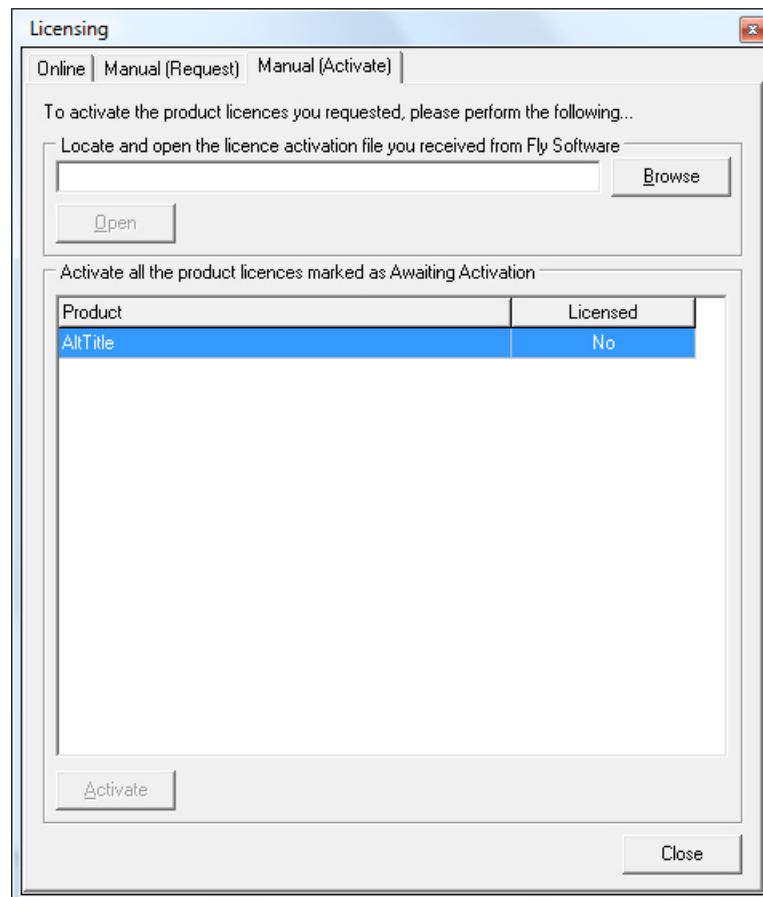 Licensing
Online Manual (Request) Manual (Activate)
To activate the product licences you requested, please perform the following...
Locate and open the licence activation file you received from Fly Software
Browse
Open
Activate all the product licences marked as Awaiting Activation
Product Licensed
AltTitle No
Activate
Close